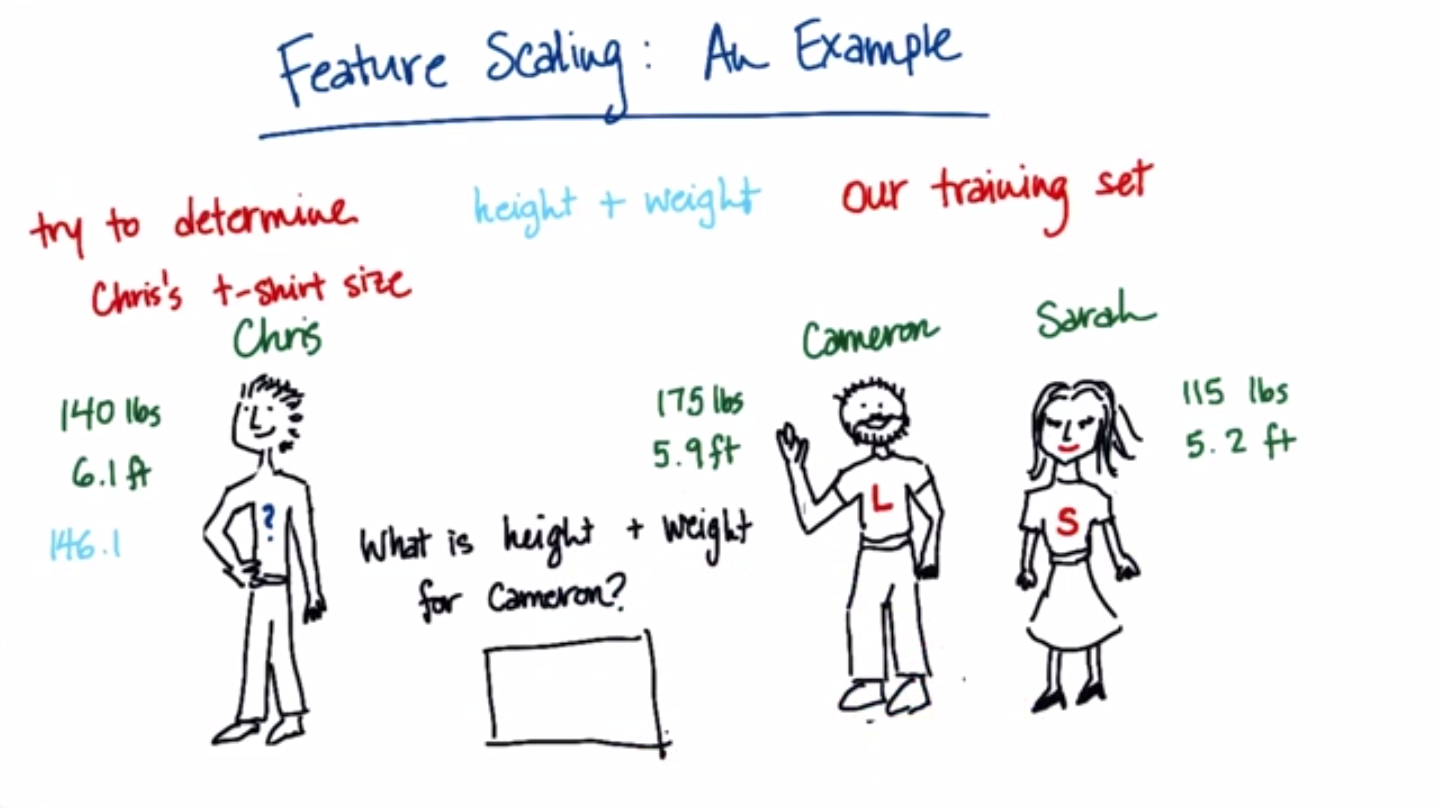 Feature Scaling: An Example
try to determine
Chris's t-shirt size
height + weight
our training set
Chris
140 lbs
6.1 ft
146.1
?
What is height + weight
for Cameron?
Cameron
175 lbs
5.9 ft
L
Sarah
115 lbs
5.2 ft
S